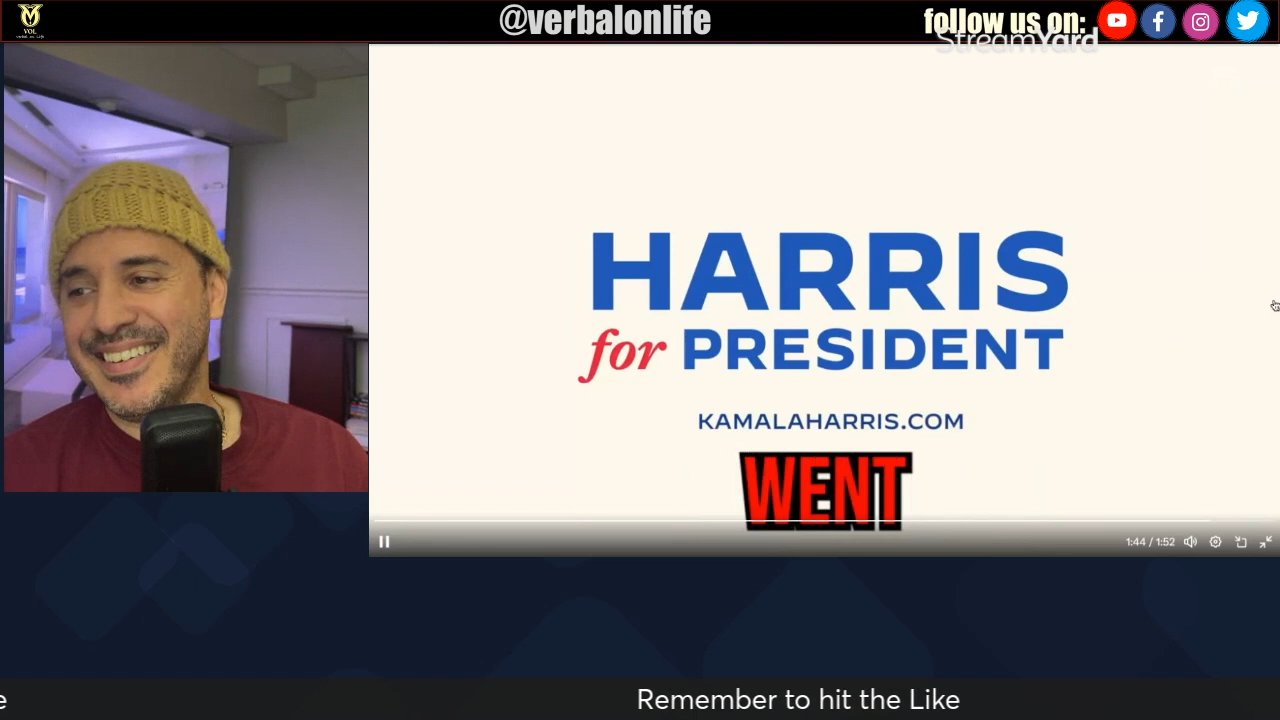 VOL
@verbalonlife
follow us on:
StreamYard
HARRIS
for PRESIDENT
KAMALAHARRIS.COM
WENT
1:44 / 1:52
e
Remember to hit the Like